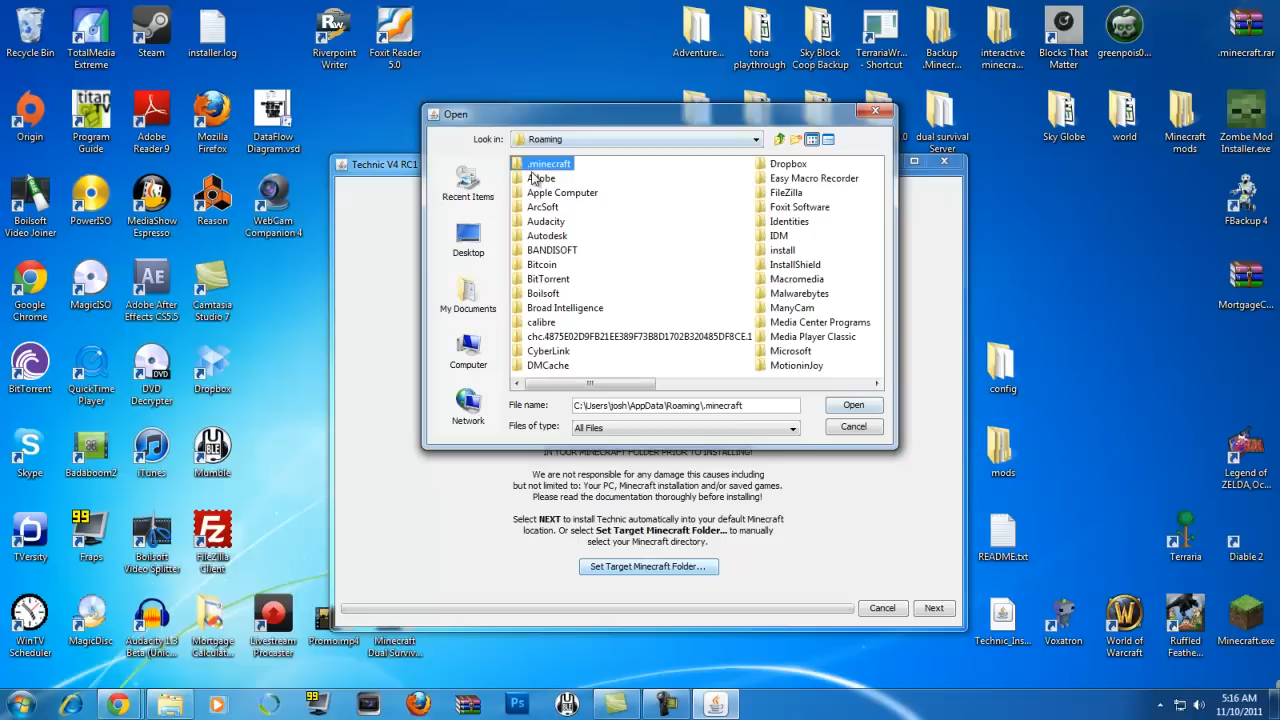 Recycle Bin
TotalMedia
Extreme
Steam
installer.log
Riverpoint
Writer
Foxit Reader
5.0
Adventure...
toria
playthrough
Sky Block
Coop Backup
TerrariaWr...
- Shortcut
Backup
.Minecr...
interactive
minecra...
Blocks That
Matter
greenpois0...
.minecraft.rar
Origin
Program
Guide
Adobe
Reader 9
Mozilla
Firefox
DataFlow
Diagram.vsd
dual survival
Server
Sky Globe
world
Minecraft
mods
Zombe Mod
Installer.exe
Boilsoft
Video Joiner
PowerISO
MediaShow
Espresso
Reason
WebCam
Companion 4
FBackup 4
Google
Chrome
MagicISO
Adobe After
Effects CS5.5
Camtasia
Studio 7
MortgageC...
BitTorrent
QuickTime
Player
DVD
Decrypter
Dropbox
config
Skype
Badaboom2
iTunes
Mumble
mods
Legend of
ZELDA,Oc...
TVersity
Fraps
Boilsoft
Video Splitter
FileZilla
Client
README.txt
Terraria
Diable 2
WinTV
Scheduler
MagicDisc
Audacity 1.3
Beta (Unic...
Mortgage
Calculat...
Livestream
Procaster
Promo.mp4
Minecraft
Dual Surviv...
Technic_Ins...
Voxatron
World of
Warcraft
Ruffled
Feathe...
Minecraft.exe
Technic V4 RC1
Open
Look in:
Roaming
Recent Items
Desktop
My Documents
Computer
Network
.minecraft
Adobe
Apple Computer
ArcSoft
Audacity
Autodesk
BANDISOFT
Bitcoin
BitTorrent
Boilsoft
Broad Intelligence
calibre
chc.4875E02D9FB21EE389F73B8D1702B320485DF8CE.1
CyberLink
DMCache
Dropbox
Easy Macro Recorder
FileZilla
Foxit Software
Identities
IDM
install
InstallShield
Macromedia
Malwarebytes
ManyCam
Media Center Programs
Media Player Classic
Microsoft
MotioninJoy
File name:
C:\Users\josh\AppData\Roaming\.minecraft
Open
Files of type:
All Files
Cancel
IN YOUR MINECRAFT FOLDER PRIOR TO INSTALLING!
We are not responsible for any damage this causes including
but not limited to: Your PC, Minecraft installation and/or saved games.
Please read the documentation thoroughly before installing!
Select NEXT to install Technic automatically into your default Minecraft
location. Or select Set Target Minecraft Folder... to manually
select your Minecraft directory.
Set Target Minecraft Folder...
Cancel
Next
5:16 AM
11/10/2011